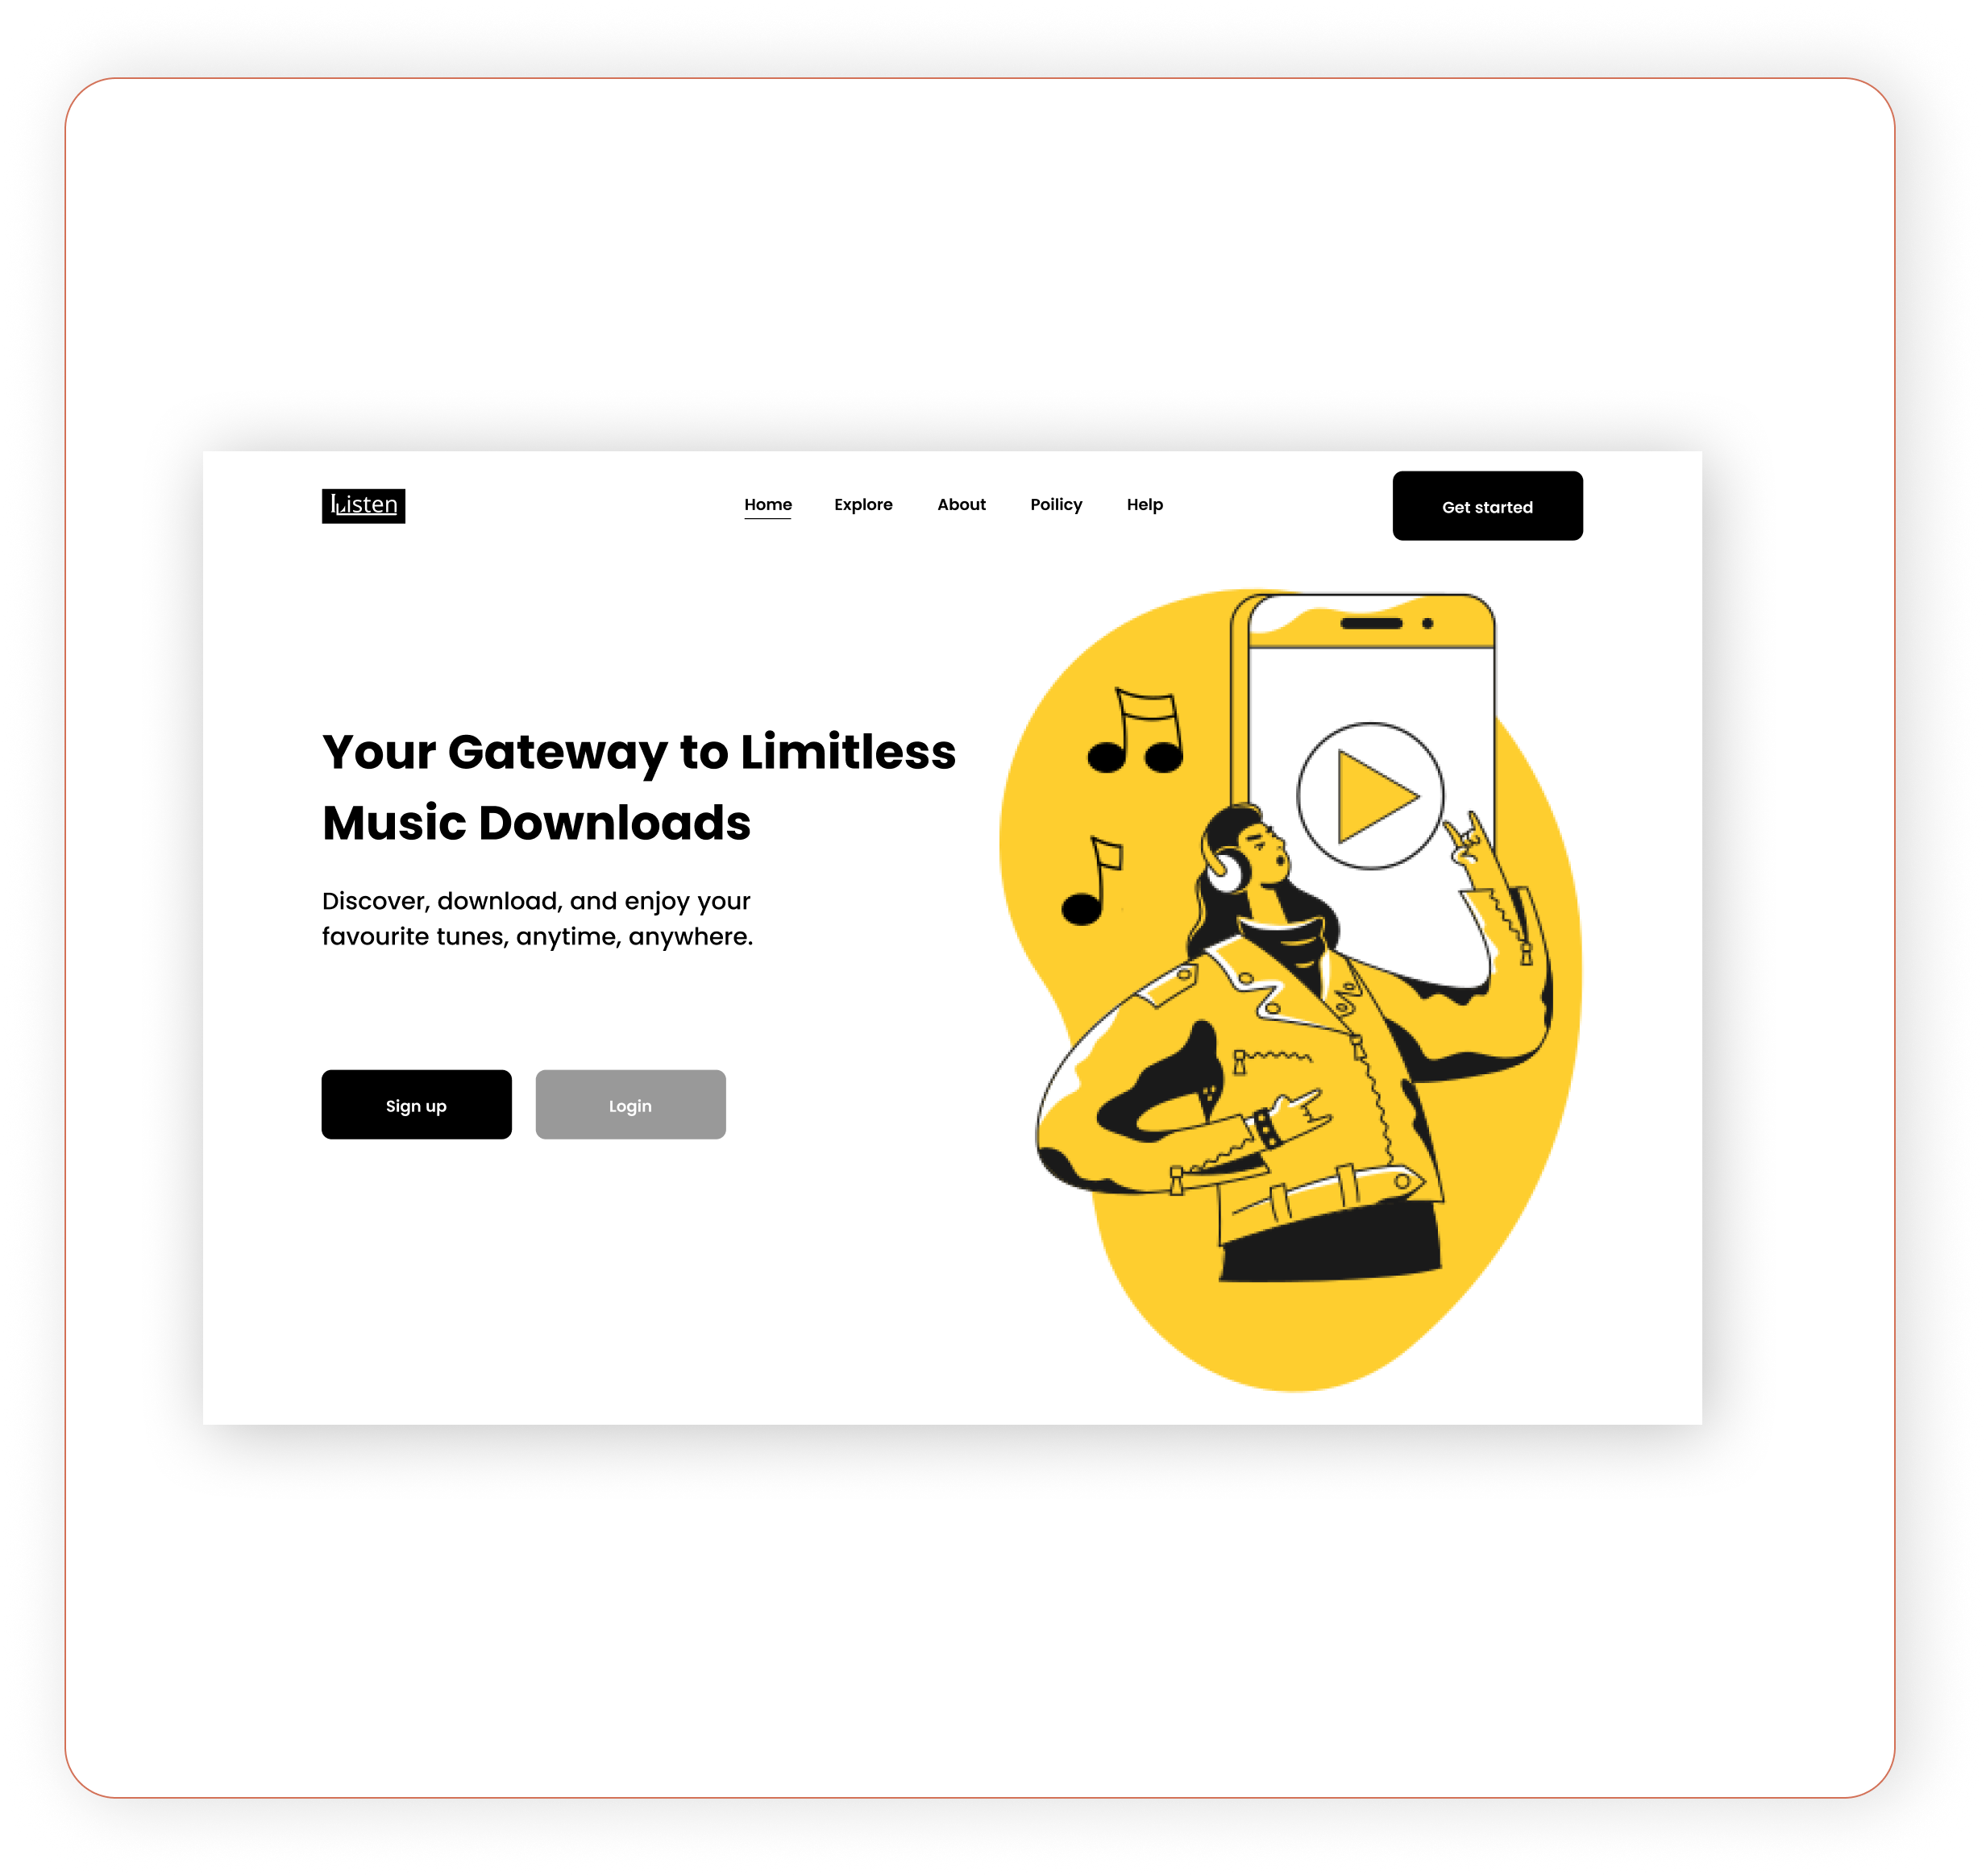 LListen
Home Explore About Poilicy Help
Get started
Your Gateway to Limitless
Music Downloads
Discover, download, and enjoy your
favourite tunes, anytime, anywhere.
Sign up Login